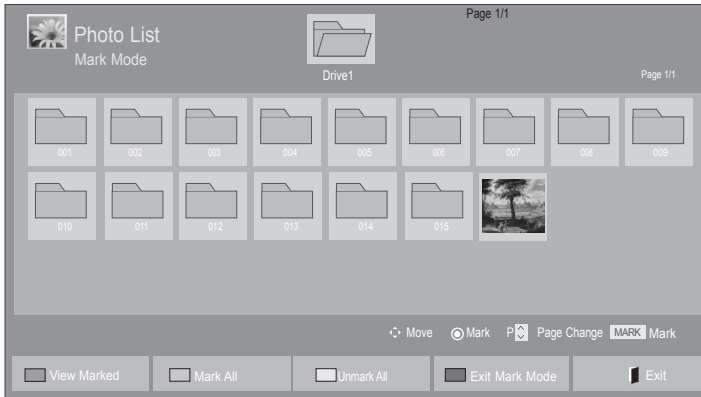 Page 1/1
Photo List
Mark Mode
Drive1
Page 1/1
001 002 003 004 005 006 007 008 009
010 011 012 013 014 015
Move Mark P Page Change MARK Mark
View Marked Mark All Unmark All Exit Mark Mode Exit